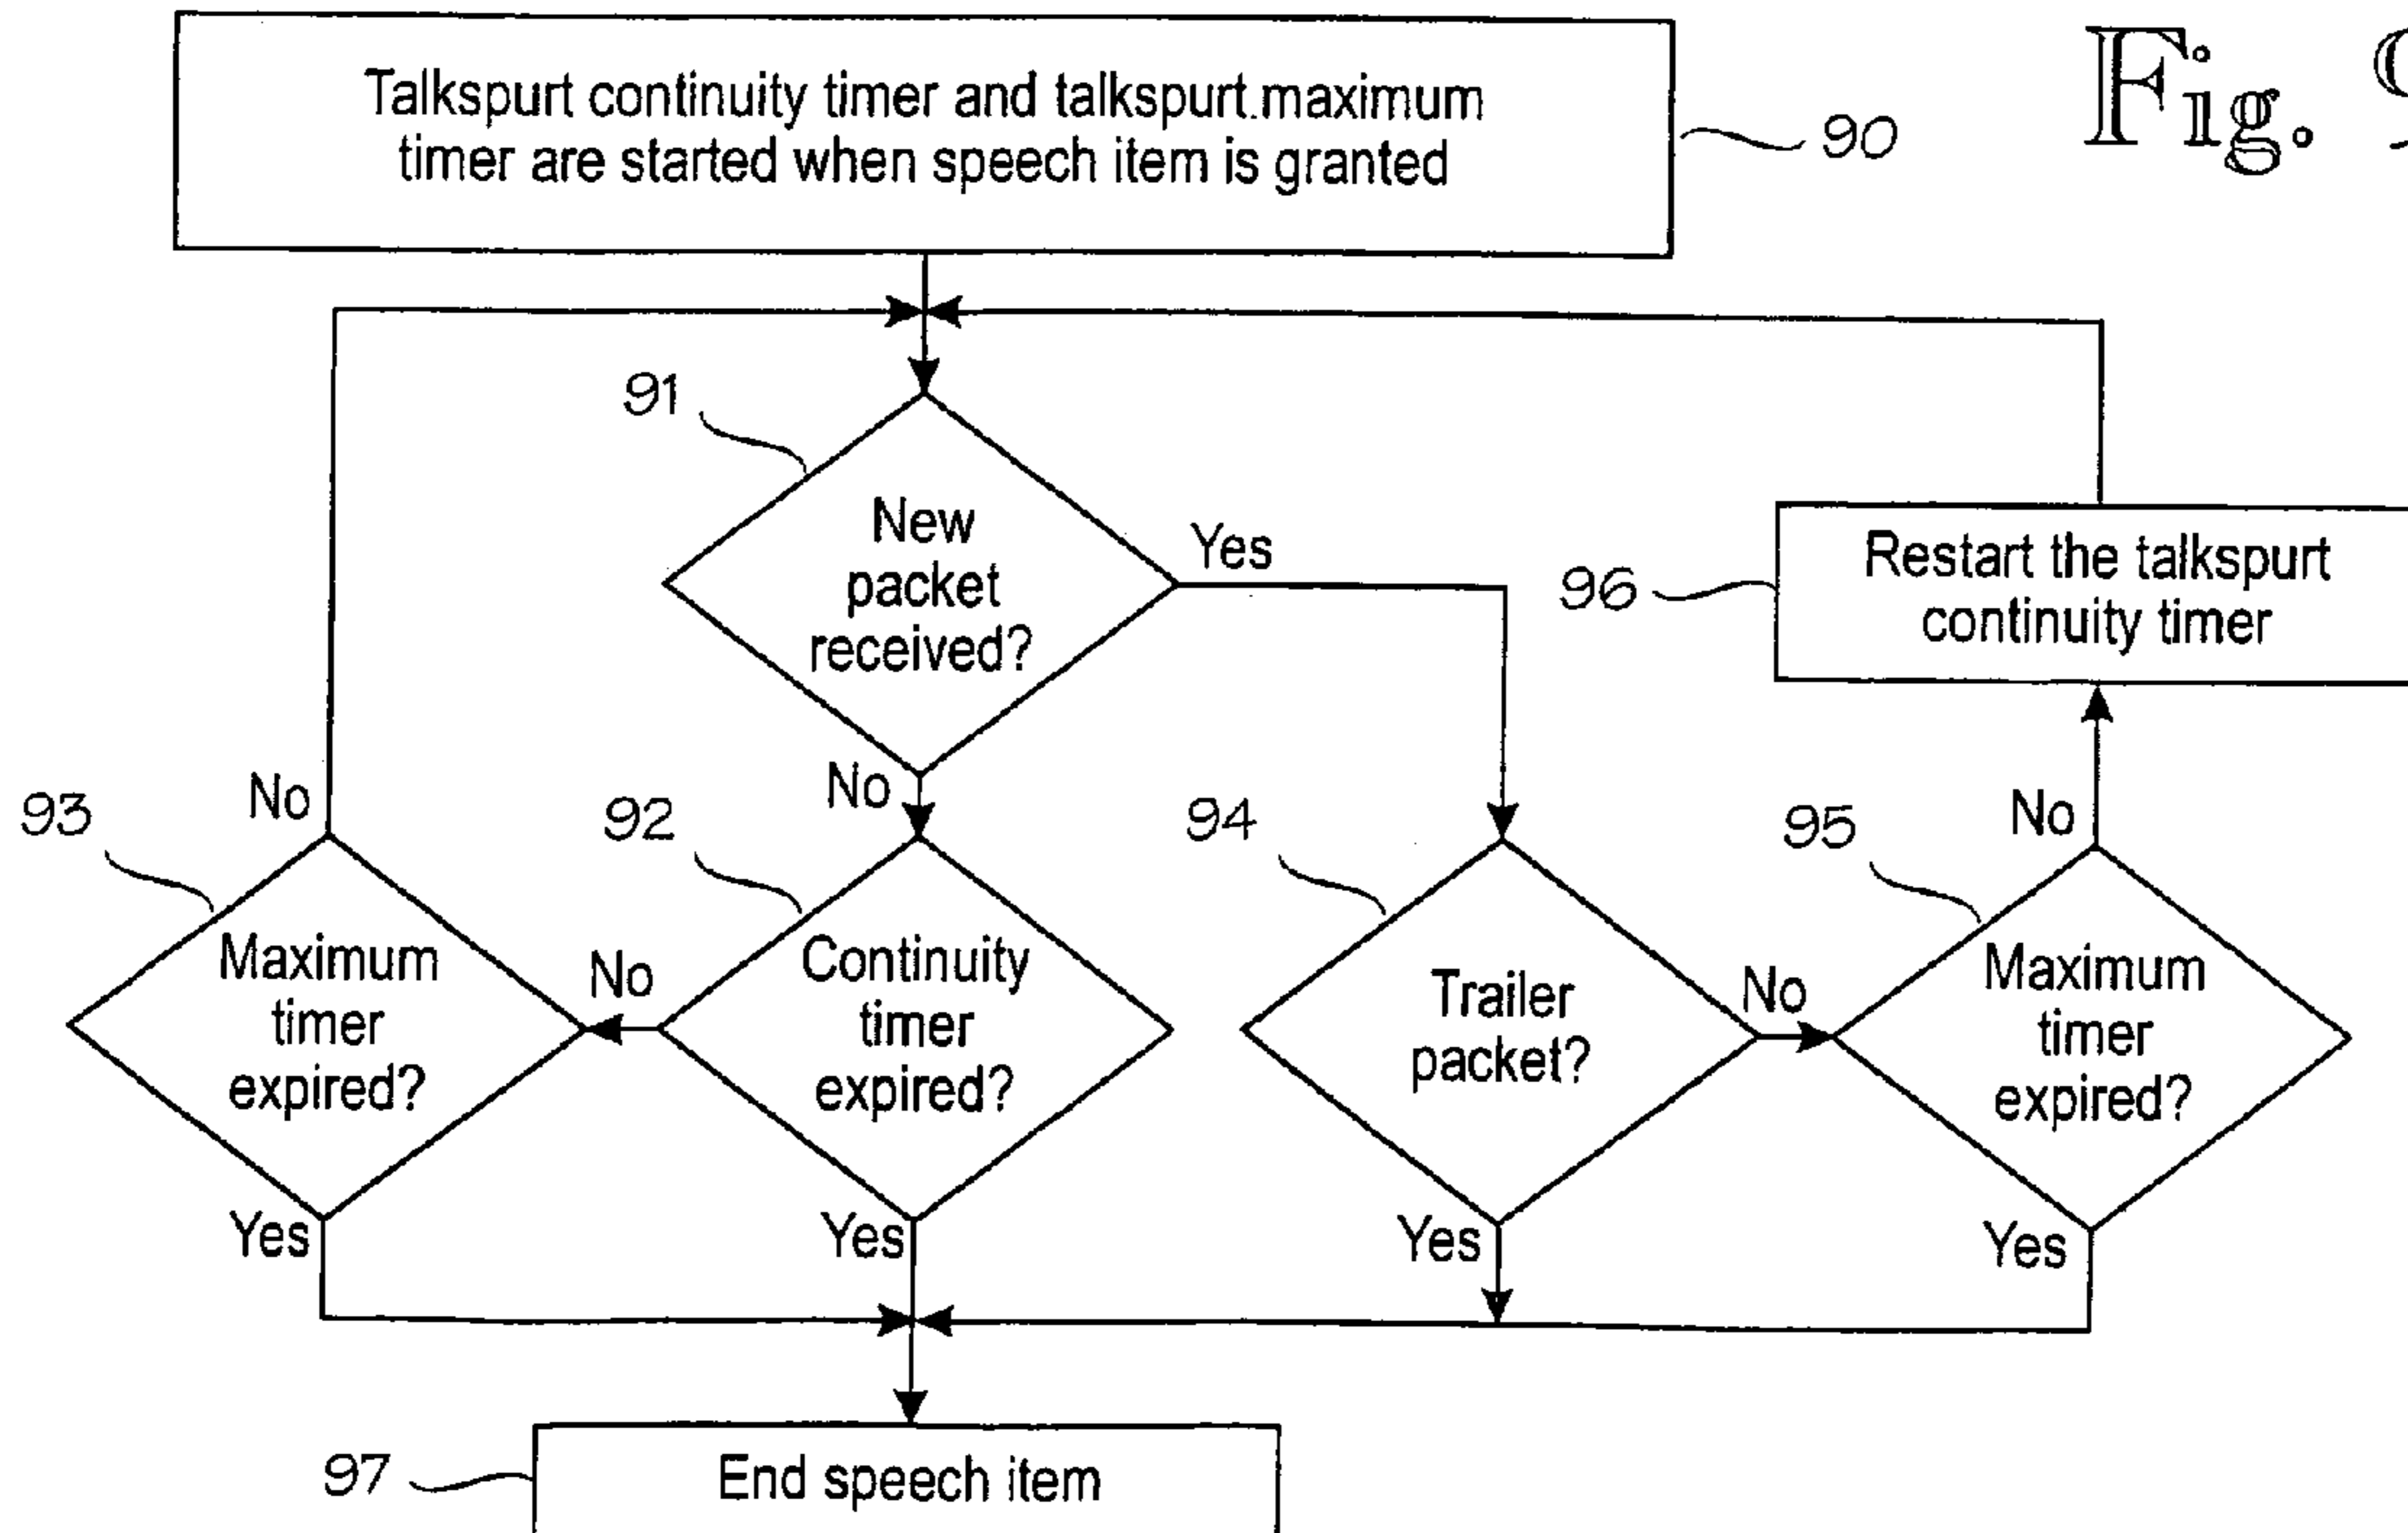 Fig. 9
Talkspurt continuity timer and talkspurt maximum
timer are started when speech item is granted
90
91
New
packet
received?
Yes
No
96
Restart the talkspurt
continuity timer
93
No
Maximum
timer
expired?
Yes
92
No
Continuity
timer
expired?
Yes
94
Trailer
packet?
No
Yes
95
No
Maximum
timer
expired?
Yes
97
End speech item